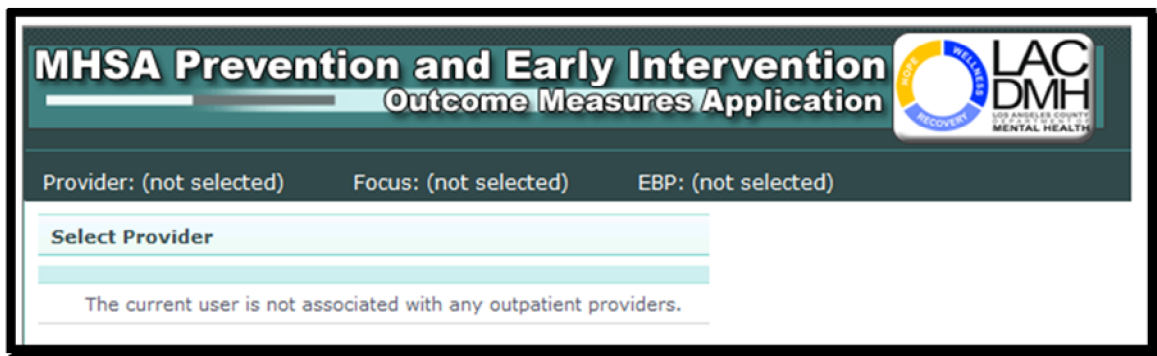 MHSA Prevention and Early Intervention
Outcome Measures Application
HOPE
WELLNESS
RECOVERY
LAC
DMH
LOS ANGELES COUNTY
DEPARTMENT OF
MENTAL HEALTH
Provider: (not selected) Focus: (not selected) EBP: (not selected)
Select Provider
The current user is not associated with any outpatient providers.